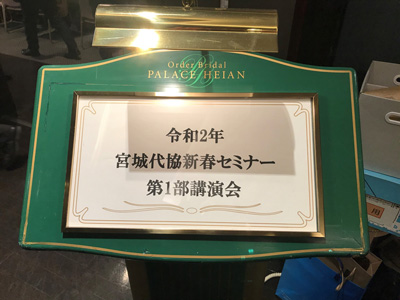 Order Bridal
PALACE HEIAN
令和2年
宮城代協新春セミナー
第1部講演会